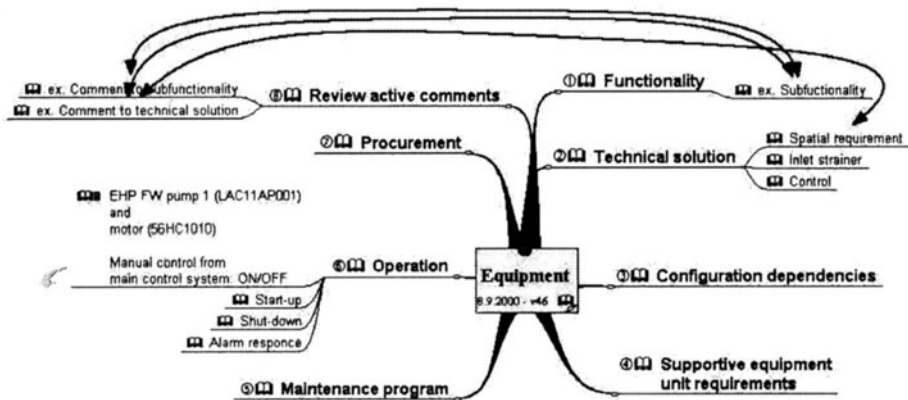 ① Functionality
ex. Subfuctionality
② Technical solution
Spatial requirement
Inlet strainer
Control
③ Configuration dependencies
④ Supportive equipment
unit requirements
⑤ Maintenance program
⑥ Operation
Manual control from
main control system: ON/OFF
Start-up
Shut-down
Alarm responce
EHP FW pump 1 (LAC11AP001)
and
motor (56HC1010)
⑦ Procurement
⑧ Review active comments
ex. Comment to subfunctionality
ex. Comment to technical solution
Equipment
8.9.2000 - v46